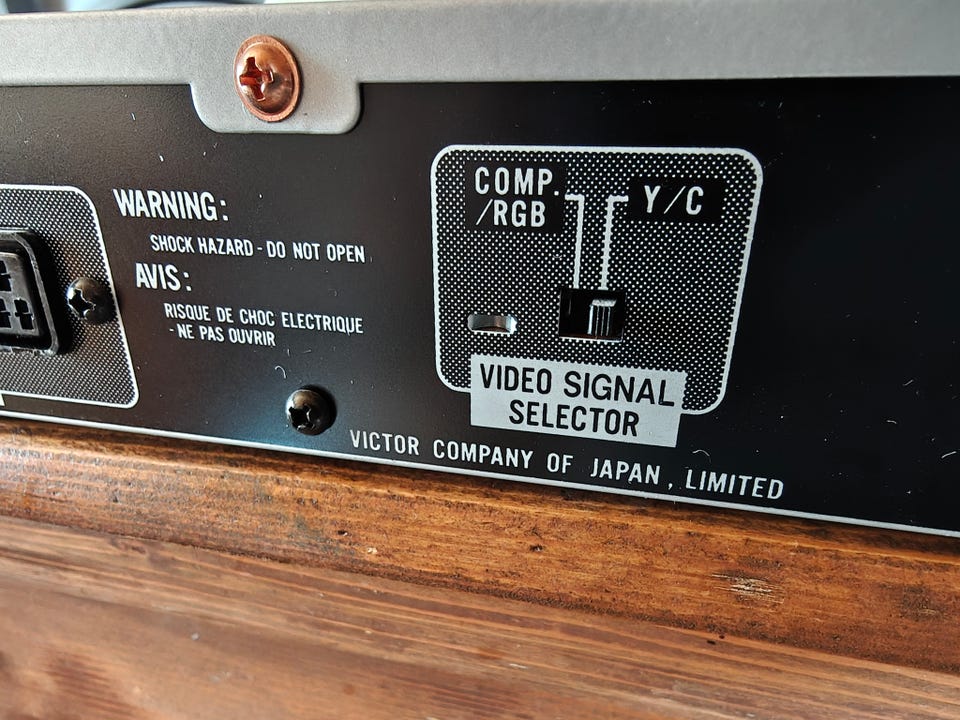 WARNING:
SHOCK HAZARD - DO NOT OPEN
AVIS:
RISQUE DE CHOC ELECTRIQUE
- NE PAS OUVRIR
COMP.
/RGB
Y/C
VIDEO SIGNAL
SELECTOR
VICTOR COMPANY OF JAPAN, LIMITED